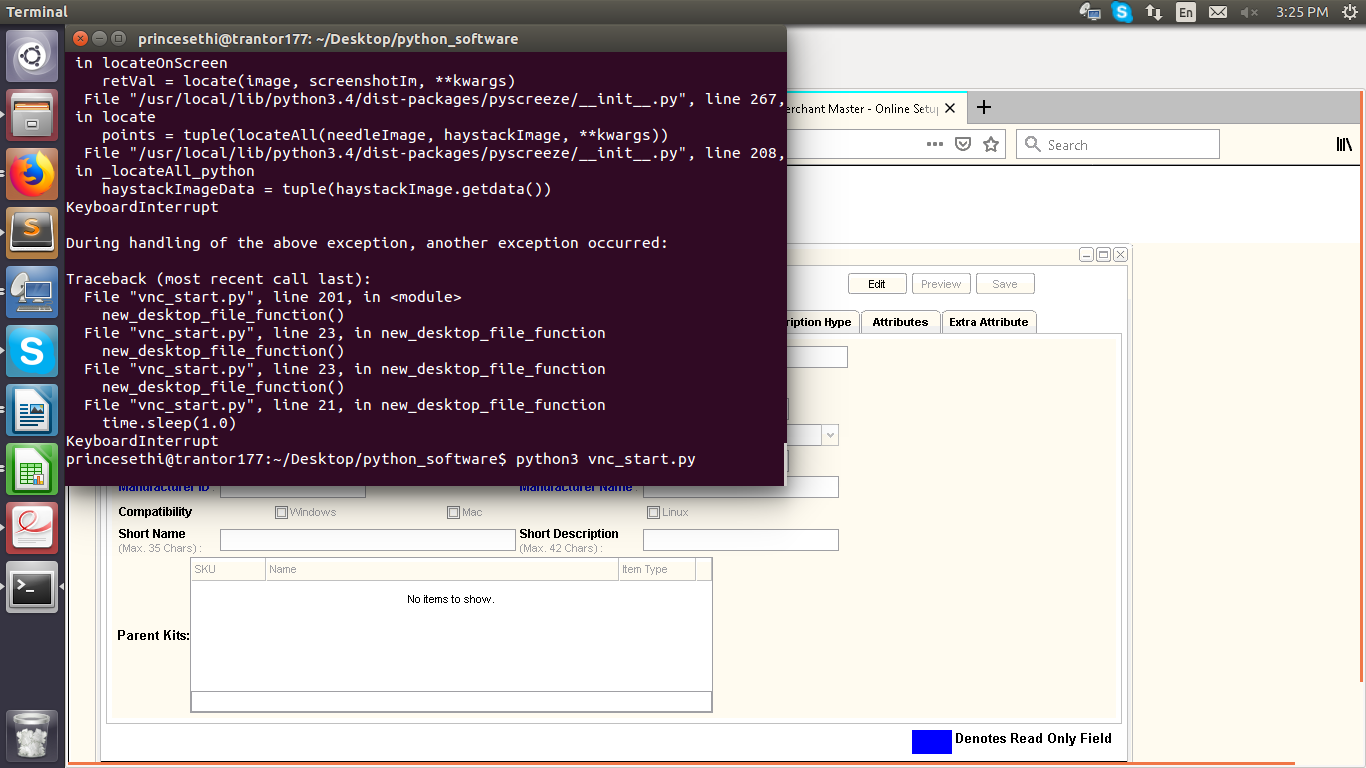 Terminal
En
3:25 PM
princesethi@trantor177: ~/Desktop/python_software
in locateOnScreen
retVal = locate(image, screenshotIm, **kwargs)
File "/usr/local/lib/python3.4/dist-packages/pyscreeze/__init__.py", line 267,
in locate
points = tuple(locateAll(needleImage, haystackImage, **kwargs))
File "/usr/local/lib/python3.4/dist-packages/pyscreeze/__init__.py", line 208,
in _locateAll_python
haystackImageData = tuple(haystackImage.getdata())
KeyboardInterrupt
During handling of the above exception, another exception occurred:
Traceback (most recent call last):
File "vnc_start.py", line 201, in <module>
new_desktop_file_function()
File "vnc_start.py", line 23, in new_desktop_file_function
new_desktop_file_function()
File "vnc_start.py", line 23, in new_desktop_file_function
new_desktop_file_function()
File "vnc_start.py", line 21, in new_desktop_file_function
time.sleep(1.0)
KeyboardInterrupt
princesethi@trantor177:~/Desktop/python_software$ python3 vnc_start.py
erchant Master - Online Setup
Search
Edit Preview Save
ription Hype Attributes Extra Attribute
Manufacturer ID : Manufacturer Name
Compatibility Windows Mac Linux
Short Name Short Description
(Max. 35 Chars) : (Max. 42 Chars) :
SKU Name Item Type
No items to show.
Parent Kits:
Denotes Read Only Field